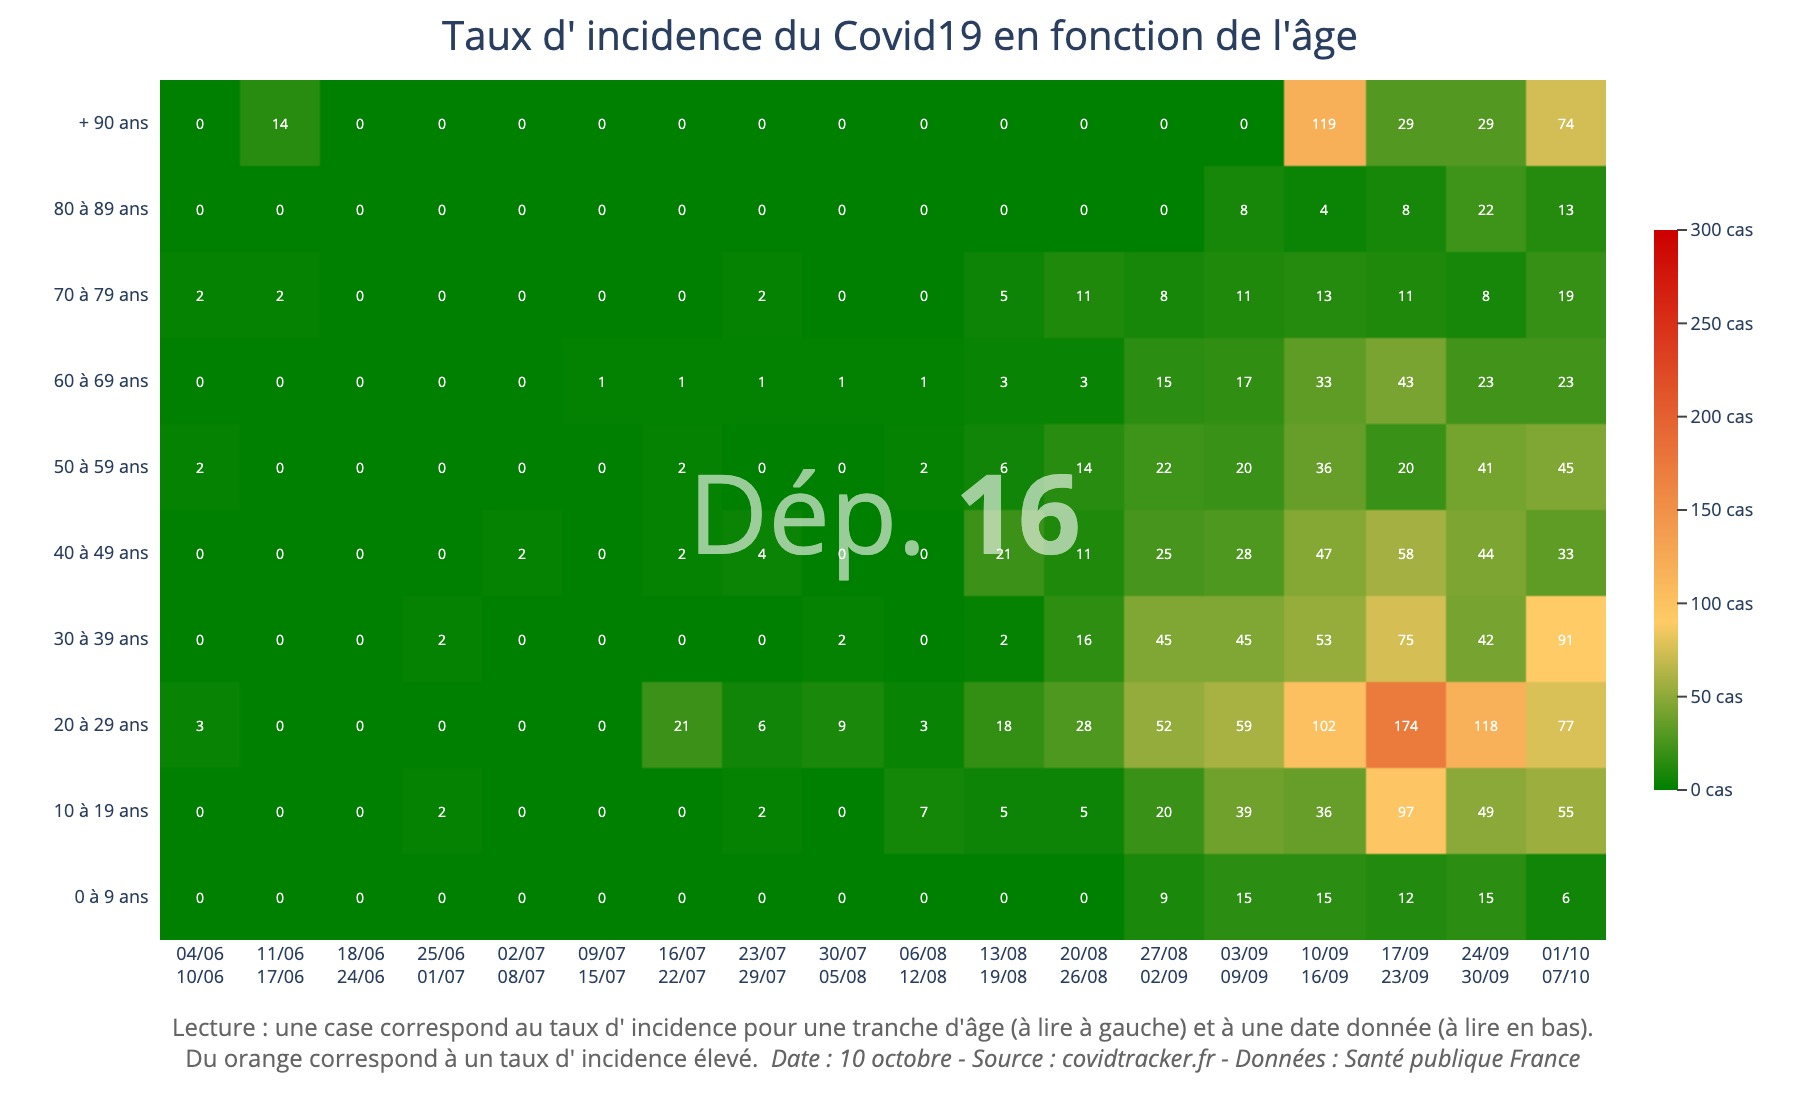 Taux d' incidence du Covid19 en fonction de l'âge
+ 90 ans 0 14 0 0 0 0 0 0 0 0 0 0 0 0 119 29 29 74
80 à 89 ans 0 0 0 0 0 0 0 0 0 0 0 0 0 8 4 8 22 13
70 à 79 ans 2 2 0 0 0 0 0 2 0 0 5 11 8 11 13 11 8 19
60 à 69 ans 0 0 0 0 0 1 1 1 1 1 3 3 15 17 33 43 23 23
50 à 59 ans 2 0 0 0 0 0 2 0 0 2 6 14 22 20 36 20 41 45
Dép. 16
40 à 49 ans 0 0 0 0 2 0 2 4 0 0 21 11 25 28 47 58 44 33
30 à 39 ans 0 0 0 2 0 0 0 0 2 0 2 16 45 45 53 75 42 91
20 à 29 ans 3 0 0 0 0 0 21 6 9 3 18 28 52 59 102 174 118 77
10 à 19 ans 0 0 0 2 0 0 0 2 0 7 5 5 20 39 36 97 49 55
0 à 9 ans 0 0 0 0 0 0 0 0 0 0 0 0 9 15 15 12 15 6
04/06 11/06 18/06 25/06 02/07 09/07 16/07 23/07 30/07 06/08 13/08 20/08 27/08 03/09 10/09 17/09 24/09 01/10
10/06 17/06 24/06 01/07 08/07 15/07 22/07 29/07 05/08 12/08 19/08 26/08 02/09 09/09 16/09 23/09 30/09 07/10
300 cas
250 cas
200 cas
150 cas
100 cas
50 cas
0 cas
Lecture : une case correspond au taux d' incidence pour une tranche d'âge (à lire à gauche) et à une date donnée (à lire en bas).
Du orange correspond à un taux d' incidence élevé. Date : 10 octobre - Source : covidtracker.fr - Données : Santé publique France